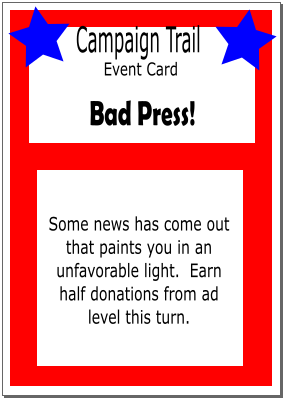 Campaign Trail
Event Card
Bad Press!
Some news has come out
that paints you in an
unfavorable light.  Earn
half donations from ad
level this turn.